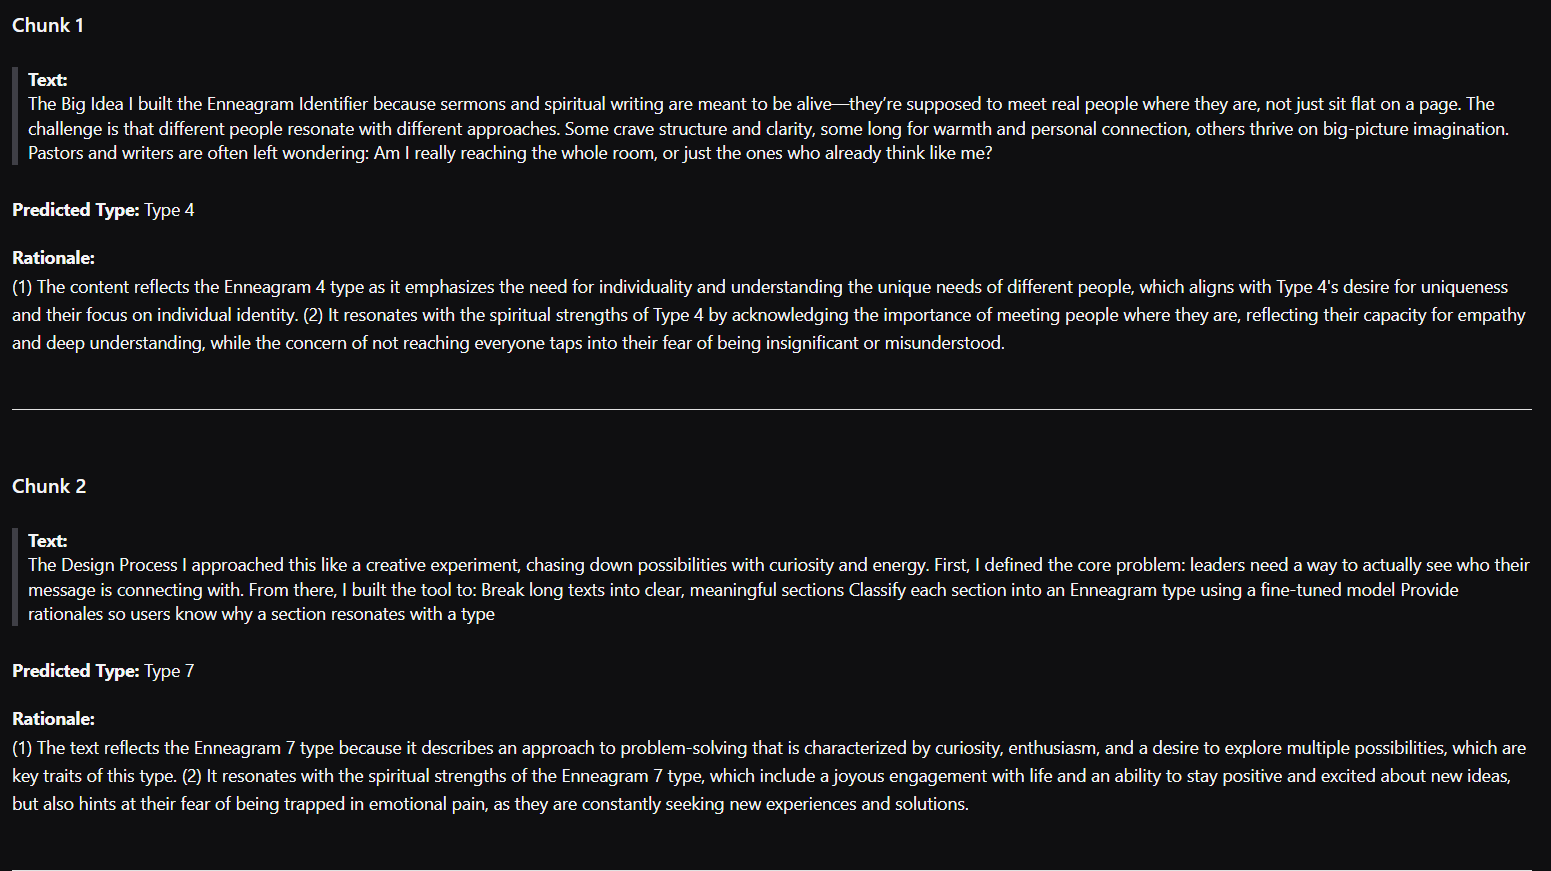 Chunk 1
Text:
The Big Idea I built the Enneagram Identifier because sermons and spiritual writing are meant to be alive—they're supposed to meet real people where they are, not just sit flat on a page. The
challenge is that different people resonate with different approaches. Some crave structure and clarity, some long for warmth and personal connection, others thrive on big-picture imagination.
Pastors and writers are often left wondering: Am I really reaching the whole room, or just the ones who already think like me?
Predicted Type: Type 4
Rationale:
(1) The content reflects the Enneagram 4 type as it emphasizes the need for individuality and understanding the unique needs of different people, which aligns with Type 4's desire for uniqueness
and their focus on individual identity. (2) It resonates with the spiritual strengths of Type 4 by acknowledging the importance of meeting people where they are, reflecting their capacity for empathy
and deep understanding, while the concern of not reaching everyone taps into their fear of being insignificant or misunderstood.
Chunk 2
Text:
The Design Process I approached this like a creative experiment, chasing down possibilities with curiosity and energy. First, I defined the core problem: leaders need a way to actually see who their
message is connecting with. From there, I built the tool to: Break long texts into clear, meaningful sections Classify each section into an Enneagram type using a fine-tuned model Provide
rationales so users know why a section resonates with a type
Predicted Type: Type 7
Rationale:
(1) The text reflects the Enneagram 7 type because it describes an approach to problem-solving that is characterized by curiosity, enthusiasm, and a desire to explore multiple possibilities, which are
key traits of this type. (2) It resonates with the spiritual strengths of the Enneagram 7 type, which include a joyous engagement with life and an ability to stay positive and excited about new ideas,
but also hints at their fear of being trapped in emotional pain, as they are constantly seeking new experiences and solutions.